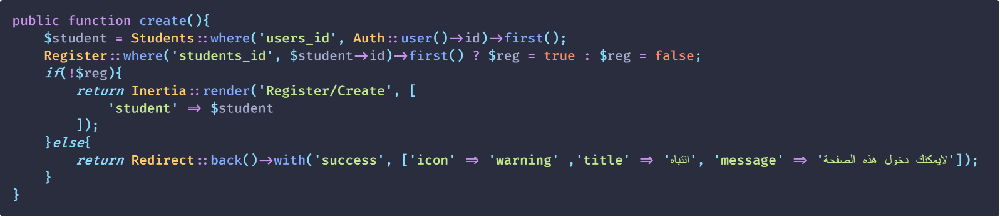 public function create(){
$student = Students::where('users_id', Auth::user()->id)->first();
Register::where('students_id', $student->id)->first() ? $reg = true : $reg = false;
if(!$reg){
return Inertia::render('Register/Create', [
'student' => $student
]);
}else{
return Redirect::back()->with('success', ['icon' => 'warning' ,'title' => 'انتباه', 'message' => 'لايمكنك دخول هذه الصفحة']);
}
}